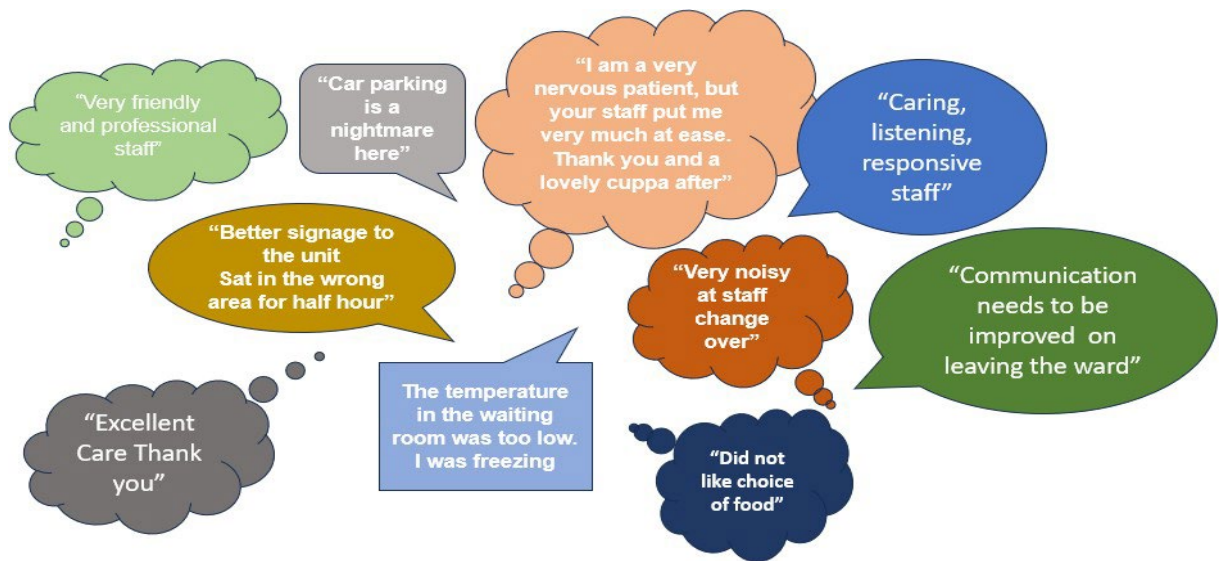 “Very friendly
and professional
staff”
“Car parking
is a
nightmare
here”
“I am a very
nervous patient, but
your staff put me
very much at ease.
Thank you and a
lovely cuppa after”
“Caring,
listening,
responsive
staff”
“Better signage to
the unit
Sat in the wrong
area for half hour”
“Very noisy
at staff
change
over”
“Communication
needs to be
improved on
leaving the ward”
“Excellent
Care Thank
you”
The temperature
in the waiting
room was too low.
I was freezing
“Did not
like choice
of food”